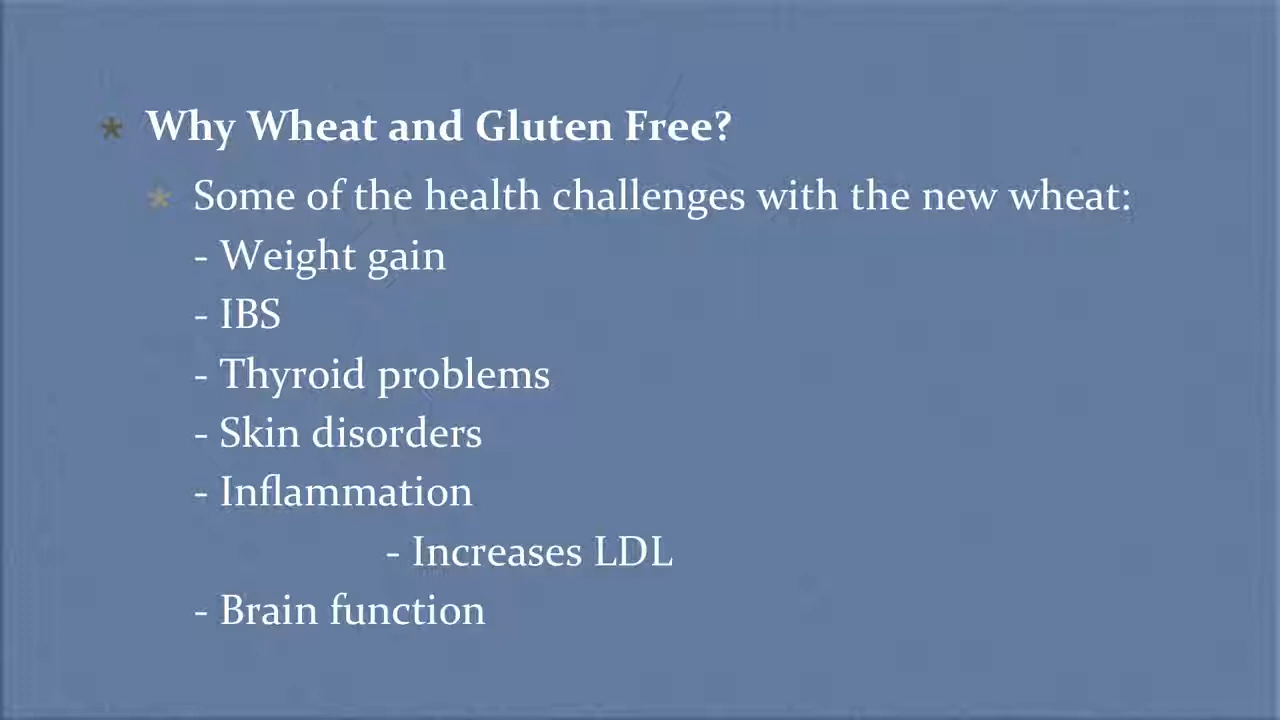 * Why Wheat and Gluten Free?
* Some of the health challenges with the new wheat:
- Weight gain
- IBS
- Thyroid problems
- Skin disorders
- Inflammation
- Increases LDL
- Brain function